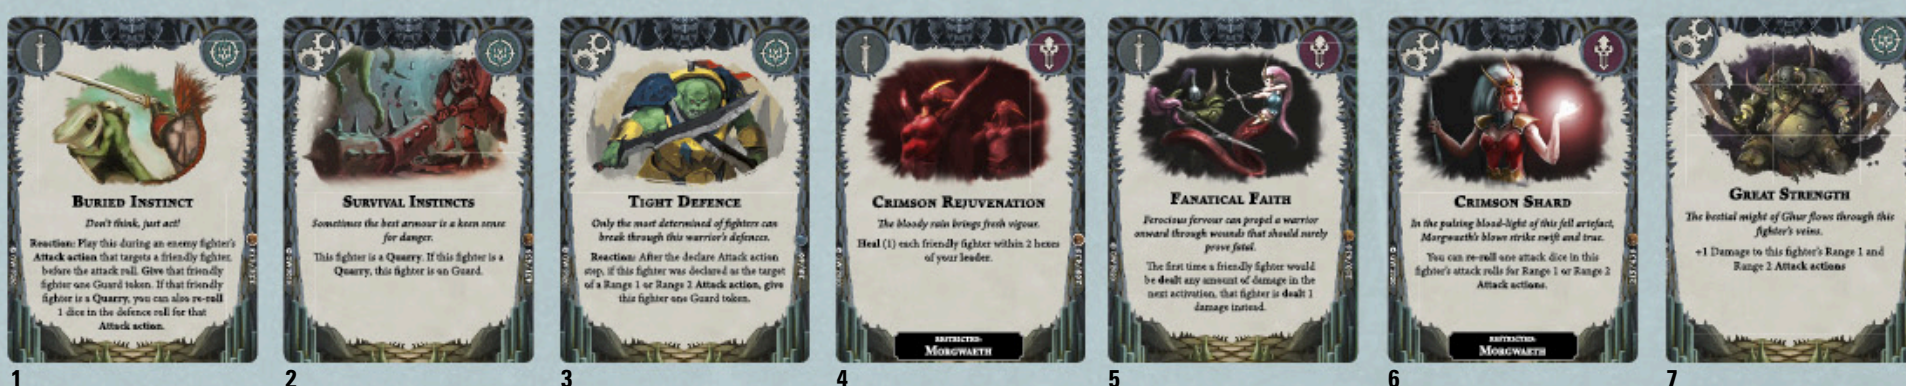 BURIED INSTINCT
Don't think, just act!
Reaction: Play this during an enemy fighter's
Attack action that targets a friendly fighter,
before the attack roll. Give that friendly
fighter one Guard token. If that friendly
fighter is a Quarry, you can also re-roll
1 dice in the defence roll for that
Attack action.
1
SURVIVAL INSTINCTS
Sometimes the best armour is a keen sense
for danger.
This fighter is a Quarry. If this fighter is a
Quarry, this fighter is on Guard.
2
TIGHT DEFENCE
Only the most determined of fighters can
break through this warrior's defences.
Reaction: After the declare Attack action
step, if this fighter was declared as the target
of a Range 1 or Range 2 Attack action, give
this fighter one Guard token.
3
CRIMSON REJUVENATION
The bloody rain brings fresh vigour.
Heal (1) each friendly fighter within 2 hexes
of your leader.
RESTRICTED:
MORGWAETH
4
FANATICAL FAITH
Ferocious fervour can propel a warrior
onward through wounds that should surely
prove fatal.
The first time a friendly fighter would
be dealt any amount of damage in the
next activation, that fighter is dealt 1
damage instead.
5
CRIMSON SHARD
In the pulsing blood-light of this fell artefact,
Morgwaeth's blows strike swift and true.
You can re-roll one attack dice in this
fighter's attack rolls for Range 1 or Range 2
Attack actions.
RESTRICTED:
MORGWAETH
6
GREAT STRENGTH
The bestial might of Ghur flows through this
fighter's veins.
+1 Damage to this fighter's Range 1 and
Range 2 Attack actions
7